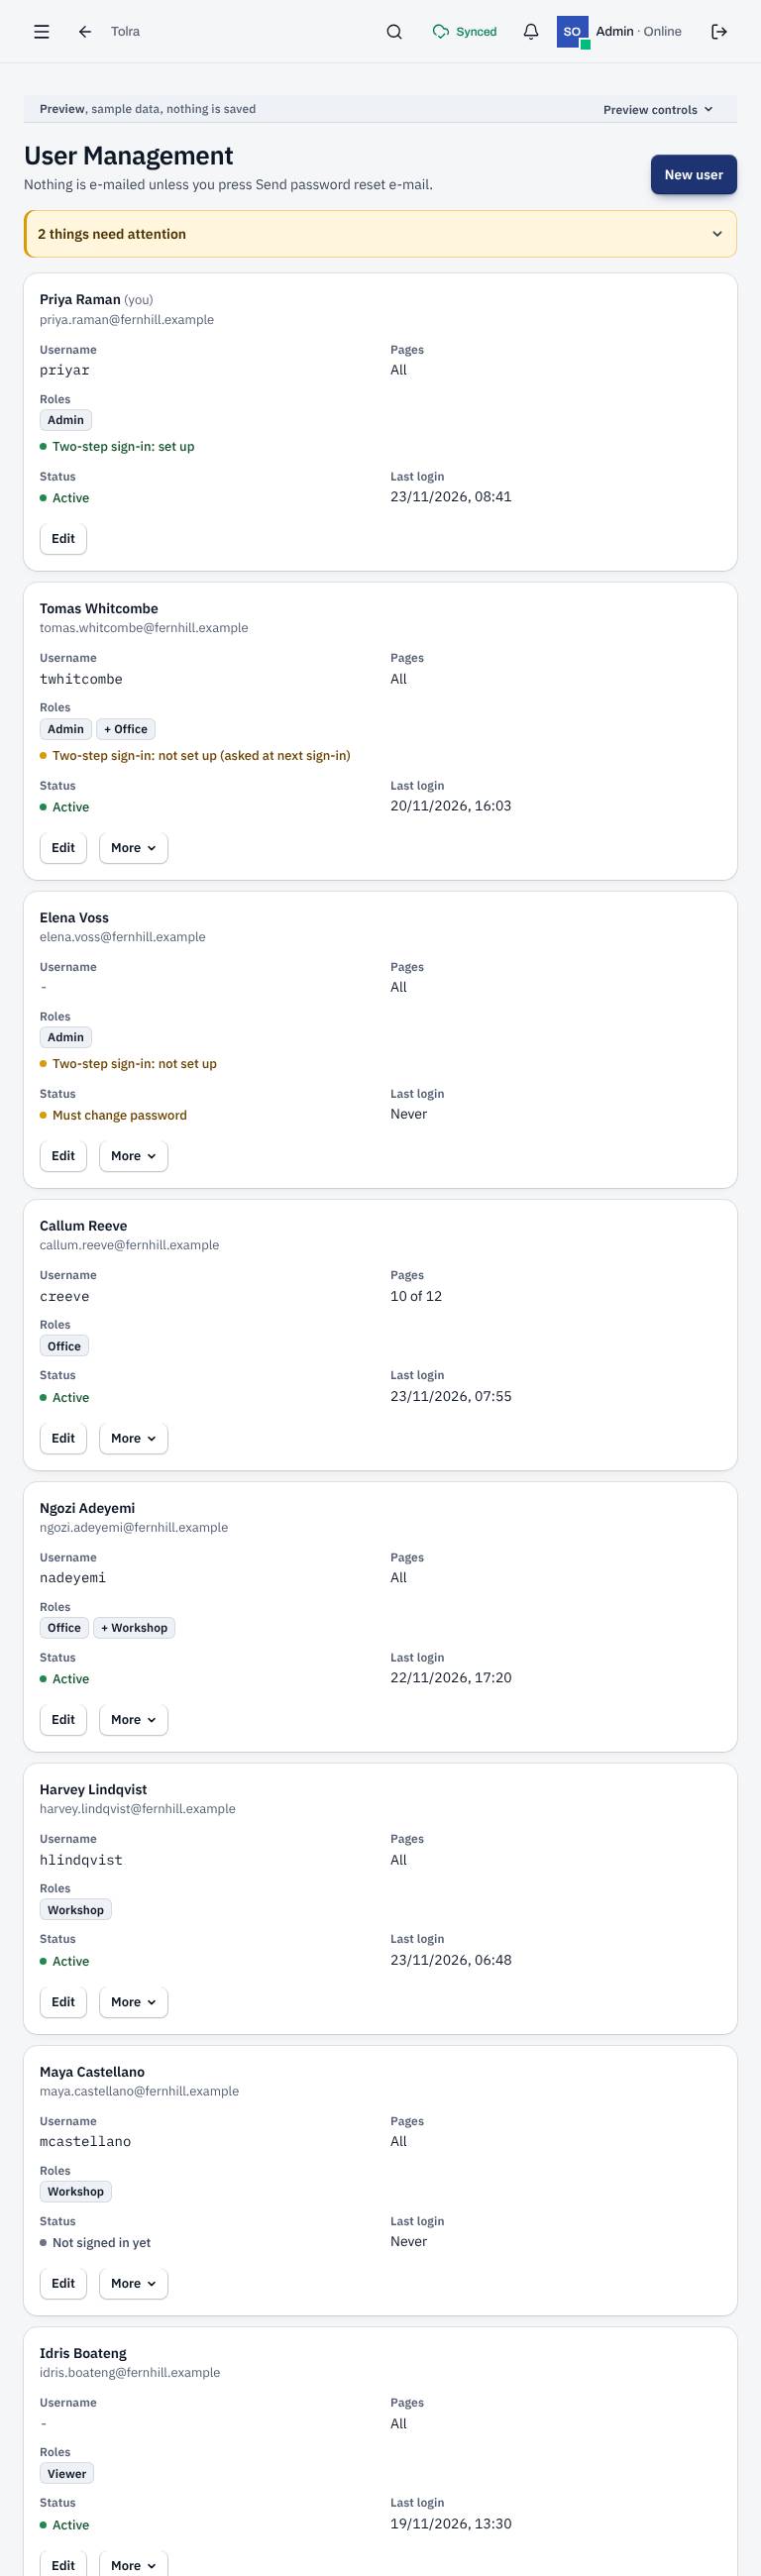 Tolra
Synced
SO
Admin · Online
Preview, sample data, nothing is saved
Preview controls
User Management
Nothing is e-mailed unless you press Send password reset e-mail.
New user
2 things need attention
Priya Raman (you)
priya.raman@fernhill.example
Username
Pages
priyar
All
Roles
Admin
Two-step sign-in: set up
Status
Last login
Active
23/11/2026, 08:41
Edit
Tomas Whitcombe
tomas.whitcombe@fernhill.example
Username
Pages
twhitcombe
All
Roles
Admin
+ Office
Two-step sign-in: not set up (asked at next sign-in)
Status
Last login
Active
20/11/2026, 16:03
Edit
More
Elena Voss
elena.voss@fernhill.example
Username
Pages
-
All
Roles
Admin
Two-step sign-in: not set up
Status
Last login
Must change password
Never
Edit
More
Callum Reeve
callum.reeve@fernhill.example
Username
Pages
creeve
10 of 12
Roles
Office
Status
Last login
Active
23/11/2026, 07:55
Edit
More
Ngozi Adeyemi
ngozi.adeyemi@fernhill.example
Username
Pages
nadeyemi
All
Roles
Office
+ Workshop
Status
Last login
Active
22/11/2026, 17:20
Edit
More
Harvey Lindqvist
harvey.lindqvist@fernhill.example
Username
Pages
hlindqvist
All
Roles
Workshop
Status
Last login
Active
23/11/2026, 06:48
Edit
More
Maya Castellano
maya.castellano@fernhill.example
Username
Pages
mcastellano
All
Roles
Workshop
Status
Last login
Not signed in yet
Never
Edit
More
Idris Boateng
idris.boateng@fernhill.example
Username
Pages
-
All
Roles
Viewer
Status
Last login
Active
19/11/2026, 13:30
Edit
More